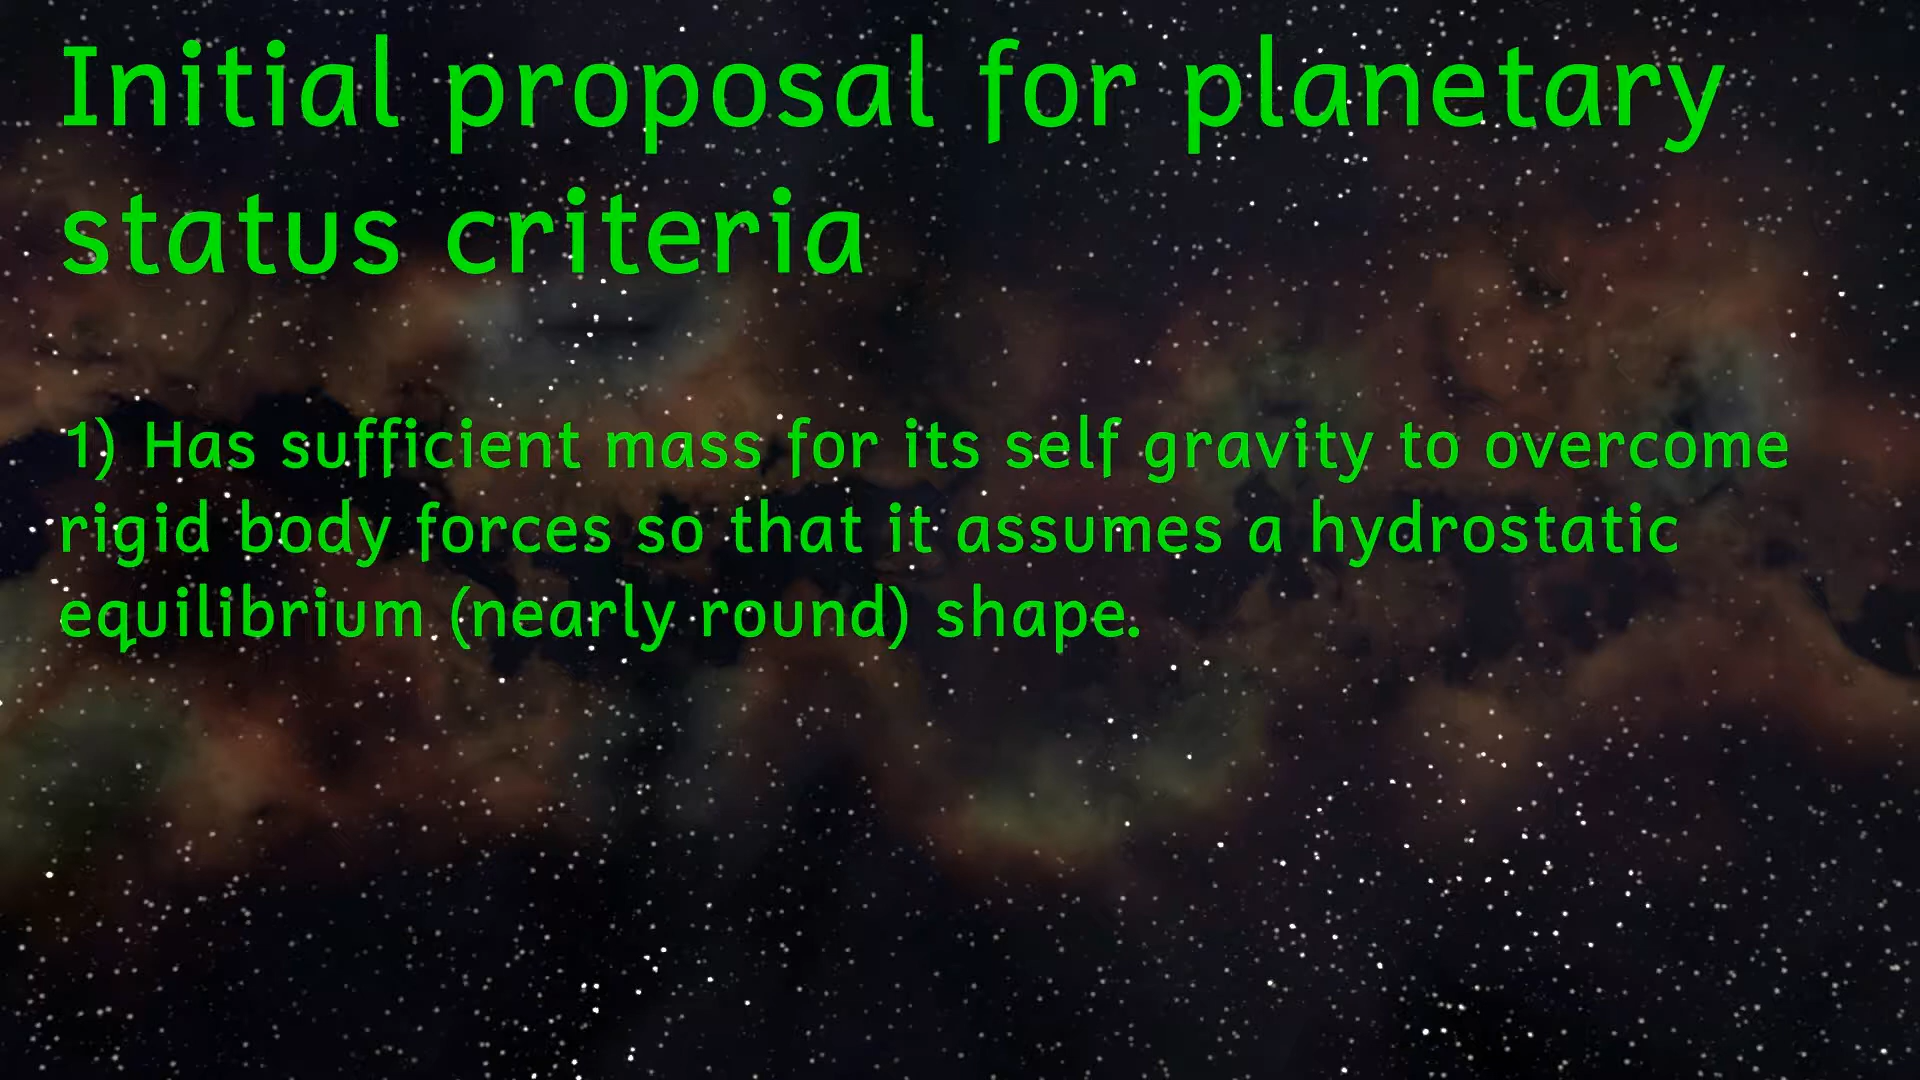 Initial proposal for planetary
status criteria
1) Has sufficient mass for its self gravity to overcome
rigid body forces so that it assumes a hydrostatic
equilibrium (nearly round) shape.